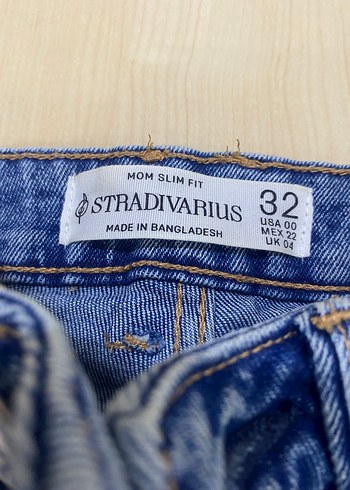 MOM SLIM FIT
STRADIVARIUS
MADE IN BANGLADESH
32
USA 00
MEX 22
UK 04